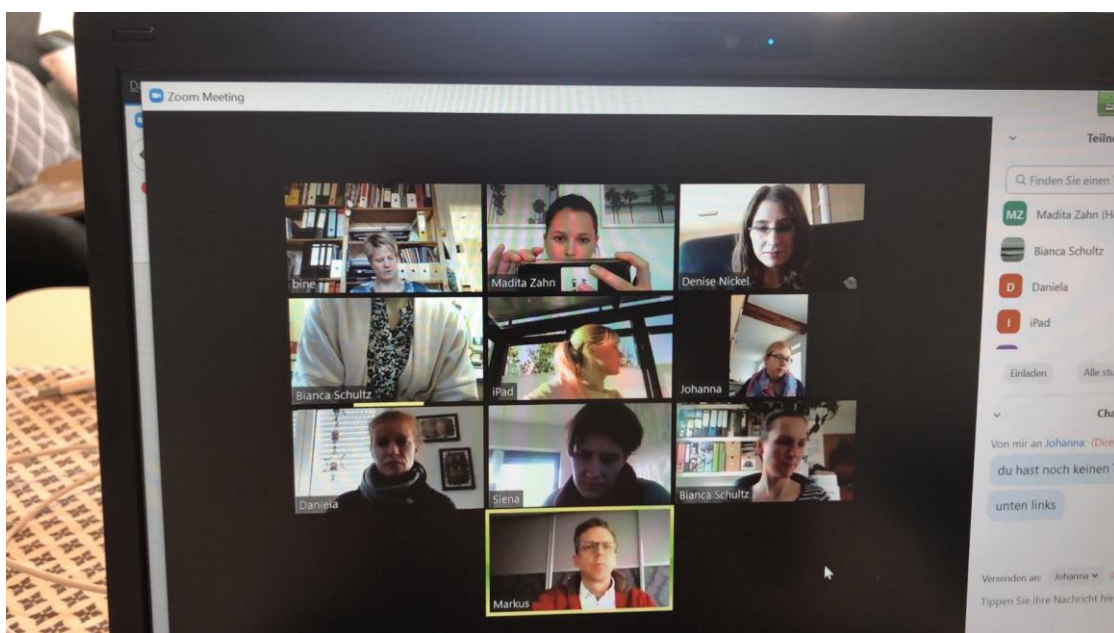 Zoom Meeting
bine
Madita Zahn
Denise Nickel
Bianca Schultz
iPad
Johanna
Daniela
Siena
Bianca Schultz
Markus
Finden Sie einen
MZ Madita Zahn
Bianca Schultz
D Daniela
I iPad
Einladen
Von mir an Johanna:
du hast noch keinen
unten links
Versenden an: Johanna
Tippen Sie Ihre Nachricht